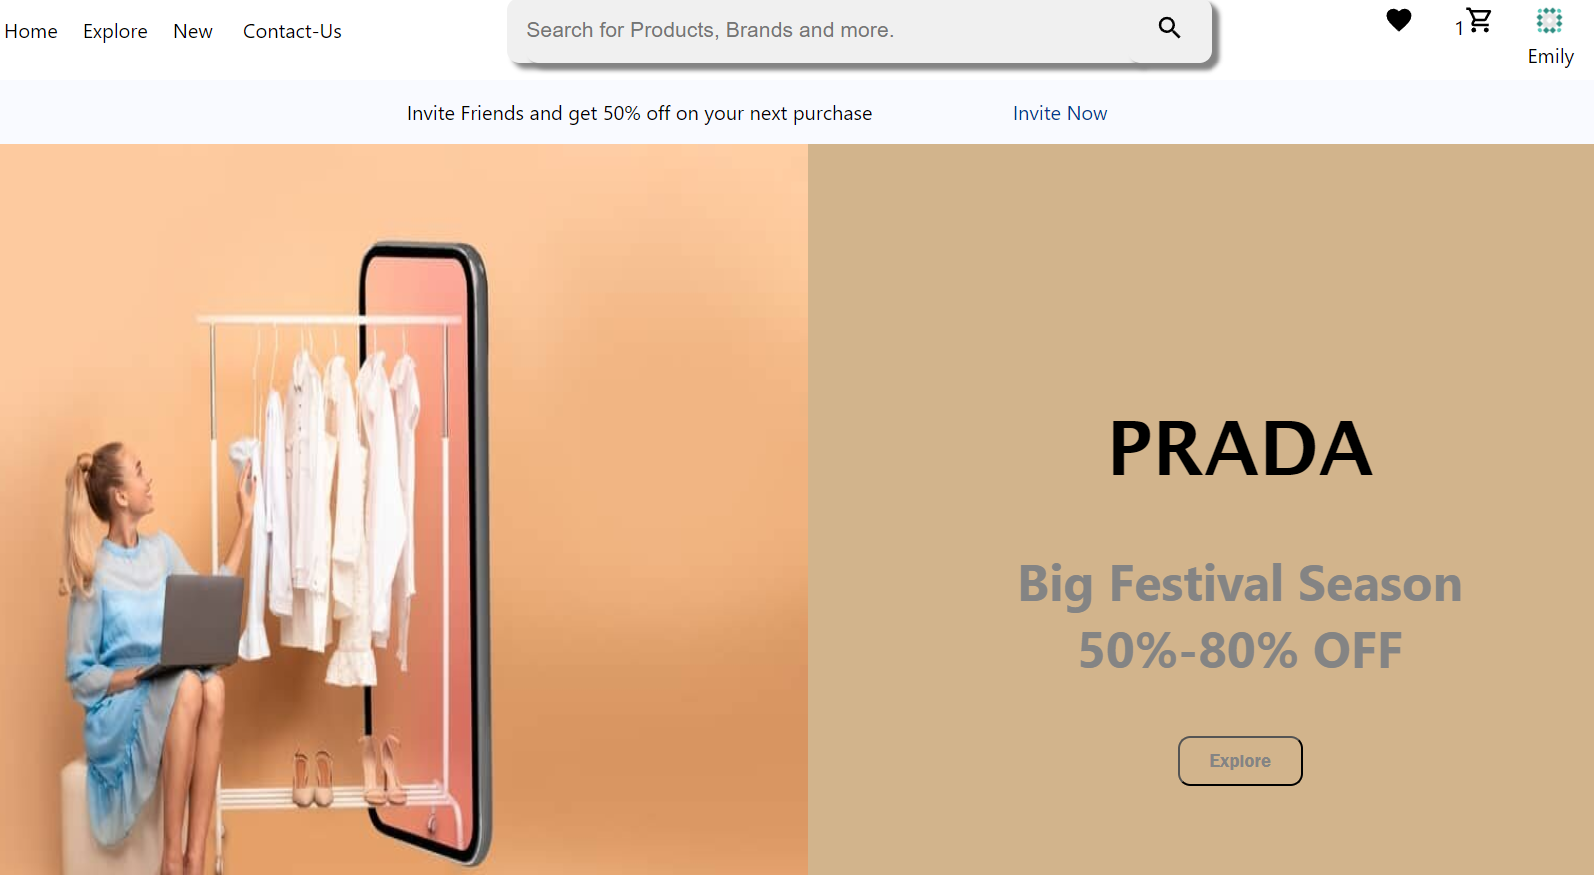 Home Explore New Contact-Us
Search for Products, Brands and more.
1
Emily
Invite Friends and get 50% off on your next purchase Invite Now
PRADA
Big Festival Season
50%-80% OFF
Explore